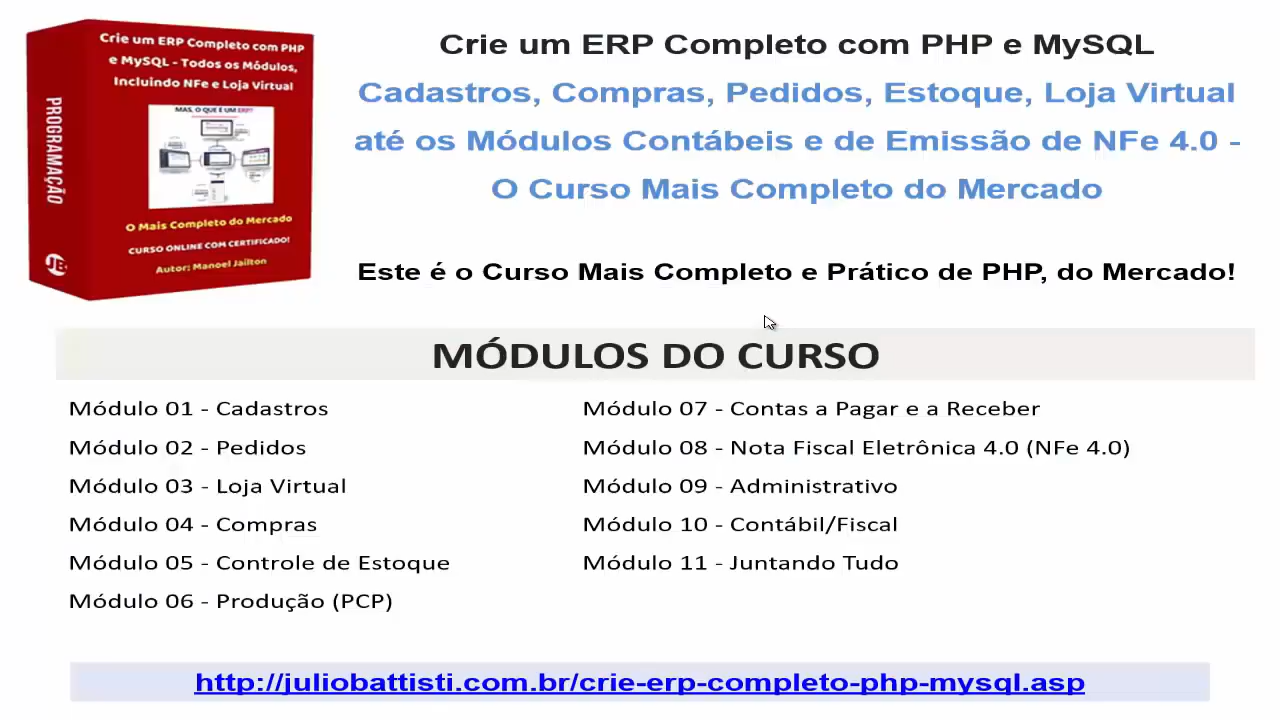 Crie um ERP Completo com PHP
e MySQL - Todos os Módulos,
Incluindo NFe e Loja Virtual
PROGRAMAÇÃO
MAS, O QUE É UM ERP?
O Mais Completo do Mercado
CURSO ONLINE COM CERTIFICADO!
Autor: Manoel Jailton
JB
Crie um ERP Completo com PHP e MySQL
Cadastros, Compras, Pedidos, Estoque, Loja Virtual
até os Módulos Contábeis e de Emissão de NFe 4.0 -
O Curso Mais Completo do Mercado
Este é o Curso Mais Completo e Prático de PHP, do Mercado!
MÓDULOS DO CURSO
Módulo 01 - Cadastros
Módulo 02 - Pedidos
Módulo 03 - Loja Virtual
Módulo 04 - Compras
Módulo 05 - Controle de Estoque
Módulo 06 - Produção (PCP)
Módulo 07 - Contas a Pagar e a Receber
Módulo 08 - Nota Fiscal Eletrônica 4.0 (NFe 4.0)
Módulo 09 - Administrativo
Módulo 10 - Contábil/Fiscal
Módulo 11 - Juntando Tudo
http://juliobattisti.com.br/crie-erp-completo-php-mysql.asp